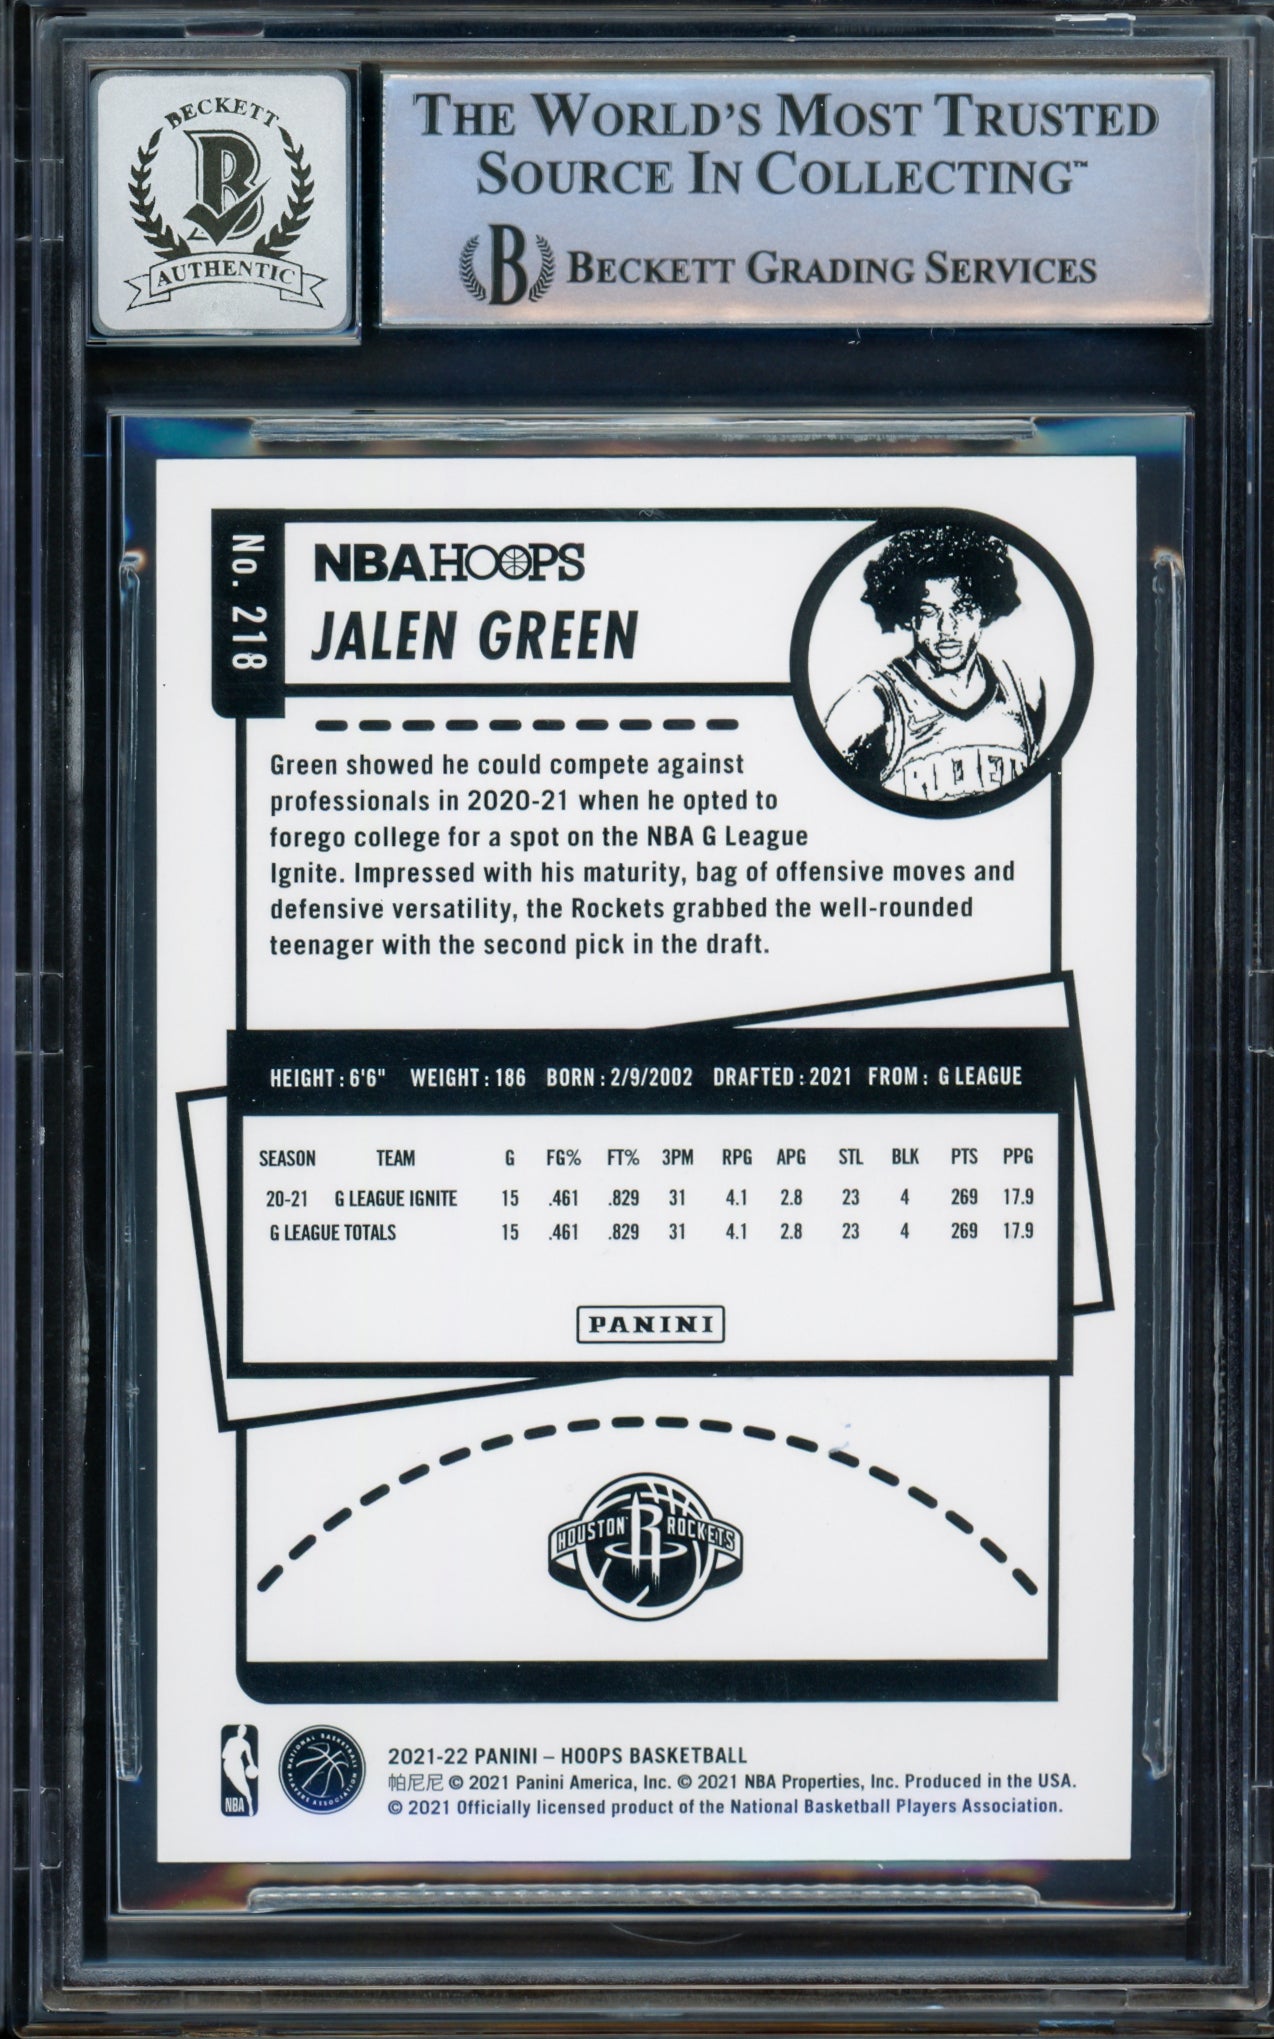 BECKETT
B
AUTHENTIC
THE WORLD'S MOST TRUSTED
SOURCE IN COLLECTING™
B BECKETT GRADING SERVICES
No. 218
NBA HOOPS
JALEN GREEN
Green showed he could compete against
professionals in 2020-21 when he opted to
forego college for a spot on the NBA G League
Ignite. Impressed with his maturity, bag of offensive moves and
defensive versatility, the Rockets grabbed the well-rounded
teenager with the second pick in the draft.
HEIGHT: 6'6" WEIGHT: 186 BORN: 2/9/2002 DRAFTED: 2021 FROM: G LEAGUE
SEASON TEAM G FG% FT% 3PM RPG APG STL BLK PTS PPG
20-21 G LEAGUE IGNITE 15 .461 .829 31 4.1 2.8 23 4 269 17.9
G LEAGUE TOTALS 15 .461 .829 31 4.1 2.8 23 4 269 17.9
PANINI
HOUSTON R ROCKETS
NBA
NATIONAL BASKETBALL PLAYERS ASSOCIATION
2021-22 PANINI – HOOPS BASKETBALL
帕尼尼 © 2021 Panini America, Inc. © 2021 NBA Properties, Inc. Produced in the USA.
© 2021 Officially licensed product of the National Basketball Players Association.